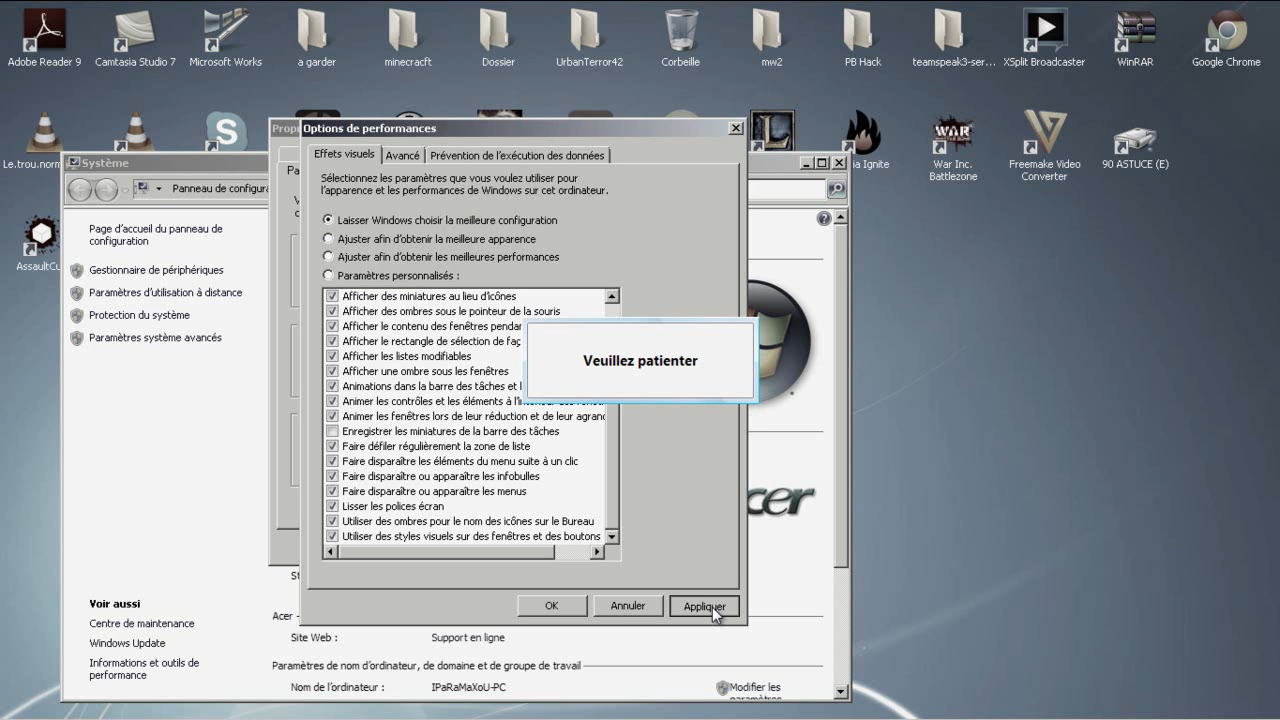 Adobe Reader 9
Camtasia Studio 7
Microsoft Works
a garder
minecracft
Dossier
UrbanTerror42
Corbeille
mw2
PB Hack
teamspeak3-ser...
XSplit Broadcaster
WinRAR
Google Chrome
Le.trou.norm
ia Ignite
War Inc. Battlezone
Freemake Video Converter
90 ASTUCE (E)
AssaultCu
Système
Panneau de configura
Page d'accueil du panneau de
configuration
Gestionnaire de périphériques
Paramètres d'utilisation à distance
Protection du système
Paramètres système avancés
Voir aussi
Centre de maintenance
Windows Update
Informations et outils de
performance
Propri
Options de performances
Effets visuels
Avancé
Prévention de l'exécution des données
Sélectionnez les paramètres que vous voulez utiliser pour
l'apparence et les performances de Windows sur cet ordinateur.
Laisser Windows choisir la meilleure configuration
Ajuster afin d'obtenir la meilleure apparence
Ajuster afin d'obtenir les meilleures performances
Paramètres personnalisés :
Afficher des miniatures au lieu d'icônes
Afficher des ombres sous le pointeur de la souris
Afficher le contenu des fenêtres pendan
Afficher le rectangle de sélection de faç
Afficher les listes modifiables
Afficher une ombre sous les fenêtres
Animations dans la barre des tâches et l
Animer les contrôles et les éléments à l'intérieur des fenêt
Animer les fenêtres lors de leur réduction et de leur agran
Enregistrer les miniatures de la barre des tâches
Faire défiler régulièrement la zone de liste
Faire disparaître les éléments du menu suite à un clic
Faire disparaître ou apparaître les infobulles
Faire disparaître ou apparaître les menus
Lisser les polices écran
Utiliser des ombres pour le nom des icônes sur le Bureau
Utiliser des styles visuels sur des fenêtres et des boutons
Veuillez patienter
OK
Annuler
Appliquer
cer
Acer
Site Web :
Support en ligne
Paramètres de nom d'ordinateur, de domaine et de groupe de travail
Nom de l'ordinateur :
IPaRaMaXoU-PC
Modifier les
paramètres